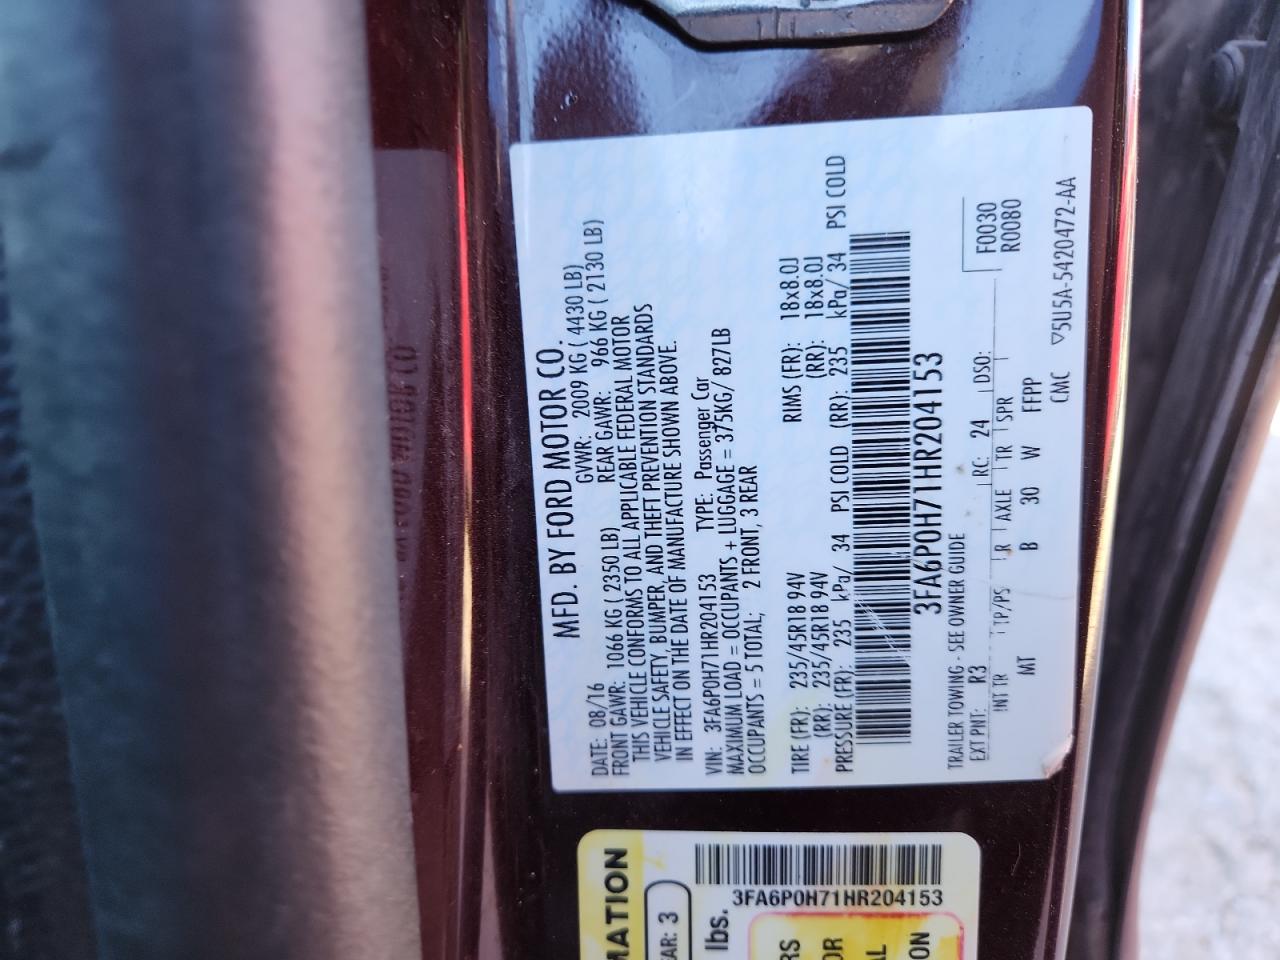 MFD. BY FORD MOTOR CO.
DATE: 08/16 GVWR: 2009 KG ( 4430 LB)
FRONT GAWR: 1066 KG ( 2350 LB) REAR GAWR: 966 KG ( 2130 LB)
THIS VEHICLE CONFORMS TO ALL APPLICABLE FEDERAL MOTOR
VEHICLE SAFETY, BUMPER, AND THEFT PREVENTION STANDARDS
IN EFFECT ON THE DATE OF MANUFACTURE SHOWN ABOVE.
VIN: 3FA6P0H71HR204153 TYPE: Passenger Car
MAXIMUM LOAD = OCCUPANTS + LUGGAGE = 375KG/ 827LB
OCCUPANTS = 5 TOTAL; 2 FRONT, 3 REAR
TIRE (FR): 235/45R18 94V RIMS (FR): 18x8.0J
(RR): 235/45R18 94V (RR): 18x8.0J
PRESSURE (FR): 235 kPa/ 34 PSI COLD (RR): 235 kPa/ 34 PSI COLD
3FA6P0H71HR204153
TRAILER TOWING - SEE OWNER GUIDE
F0030
EXT PNT: R3 RC: 24 DSO: R0080
INT TR TP/PS R AXLE TR SPR
MT B 30 W FFPP
CMC ▽5U5A-5420472-AA
3FA6P0H71HR204153
MATION
EAR: 3
lbs.
RS
OR
AL
ON